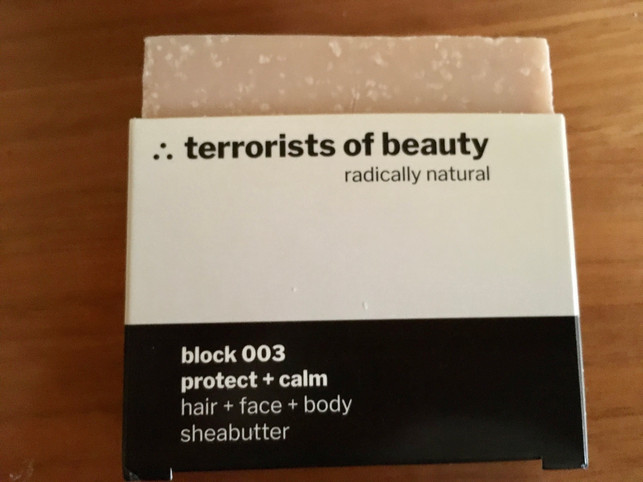 ∴ terrorists of beauty
radically natural
block 003
protect + calm
hair + face + body
sheabutter